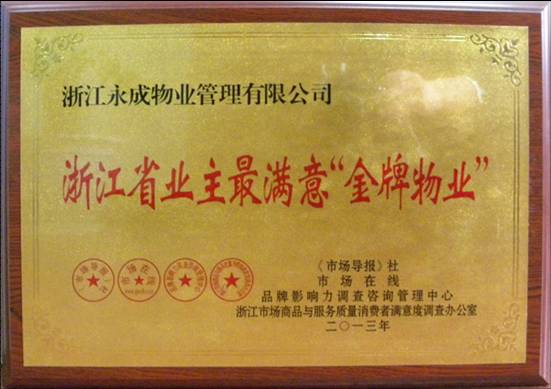 浙江永成物业管理有限公司
浙江省业主最满意“金牌物业”
《市场导报》社
市场在线
品牌影响力调查咨询管理中心
浙江市场商品与服务质量消费者满意度调查办公室
二〇一三年